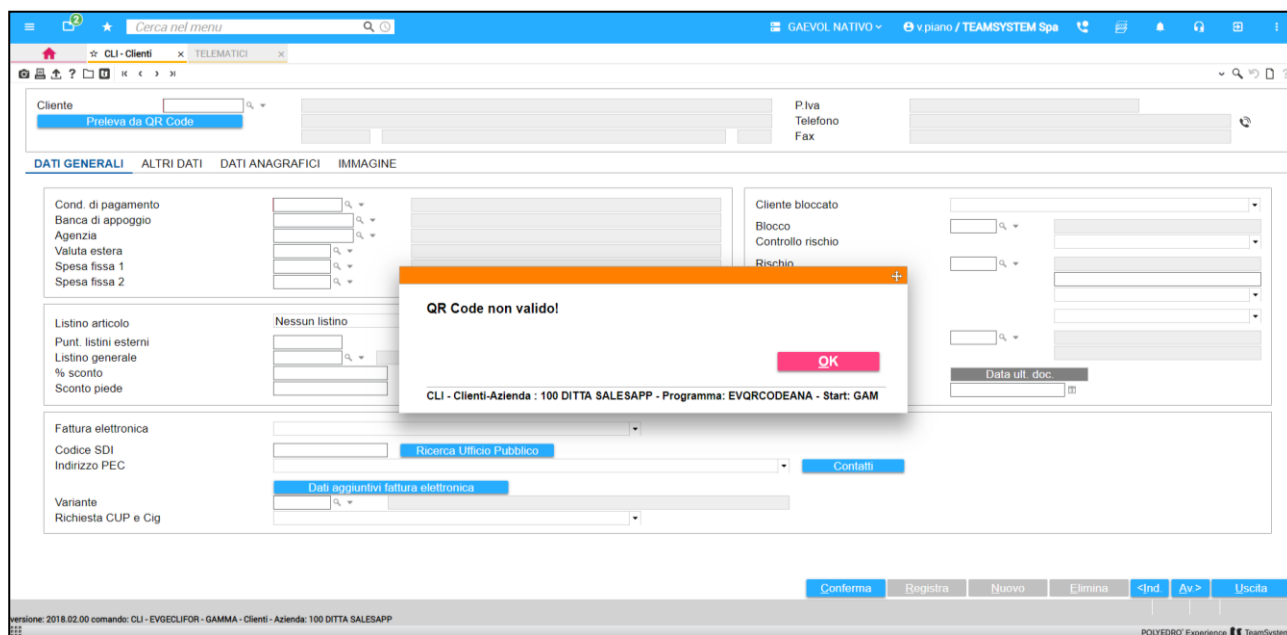 2
Cerca nel menu
GAEVOL NATIVO
v.piano / TEAMSYSTEM Spa
CLI - Clienti x
TELEMATICI x
Cliente
P.Iva
Preleva da QR Code
Telefono
Fax
DATI GENERALI ALTRI DATI DATI ANAGRAFICI IMMAGINE
Cond. di pagamento
Banca di appoggio
Agenzia
Valuta estera
Spesa fissa 1
Spesa fissa 2
Cliente bloccato
Blocco
Controllo rischio
Rischio
QR Code non valido!
OK
CLI - Clienti-Azienda : 100 DITTA SALESAPP - Programma: EVQRCODEANA - Start: GAM
Listino articolo
Nessun listino
Punt. listini esterni
Listino generale
% sconto
Sconto piede
Data ult. doc.
Fattura elettronica
Codice SDI
Ricerca Ufficio Pubblico
Indirizzo PEC
Contatti
Dati aggiuntivi fattura elettronica
Variante
Richiesta CUP e Cig
Conferma Registra Nuovo Elimina <Ind. Av.> Uscita
versione: 2018.02.00 comando: CLI - EVGECLIFOR - GAMMA - Clienti - Azienda: 100 DITTA SALESAPP
POLYEDRO® Experience TeamSystem